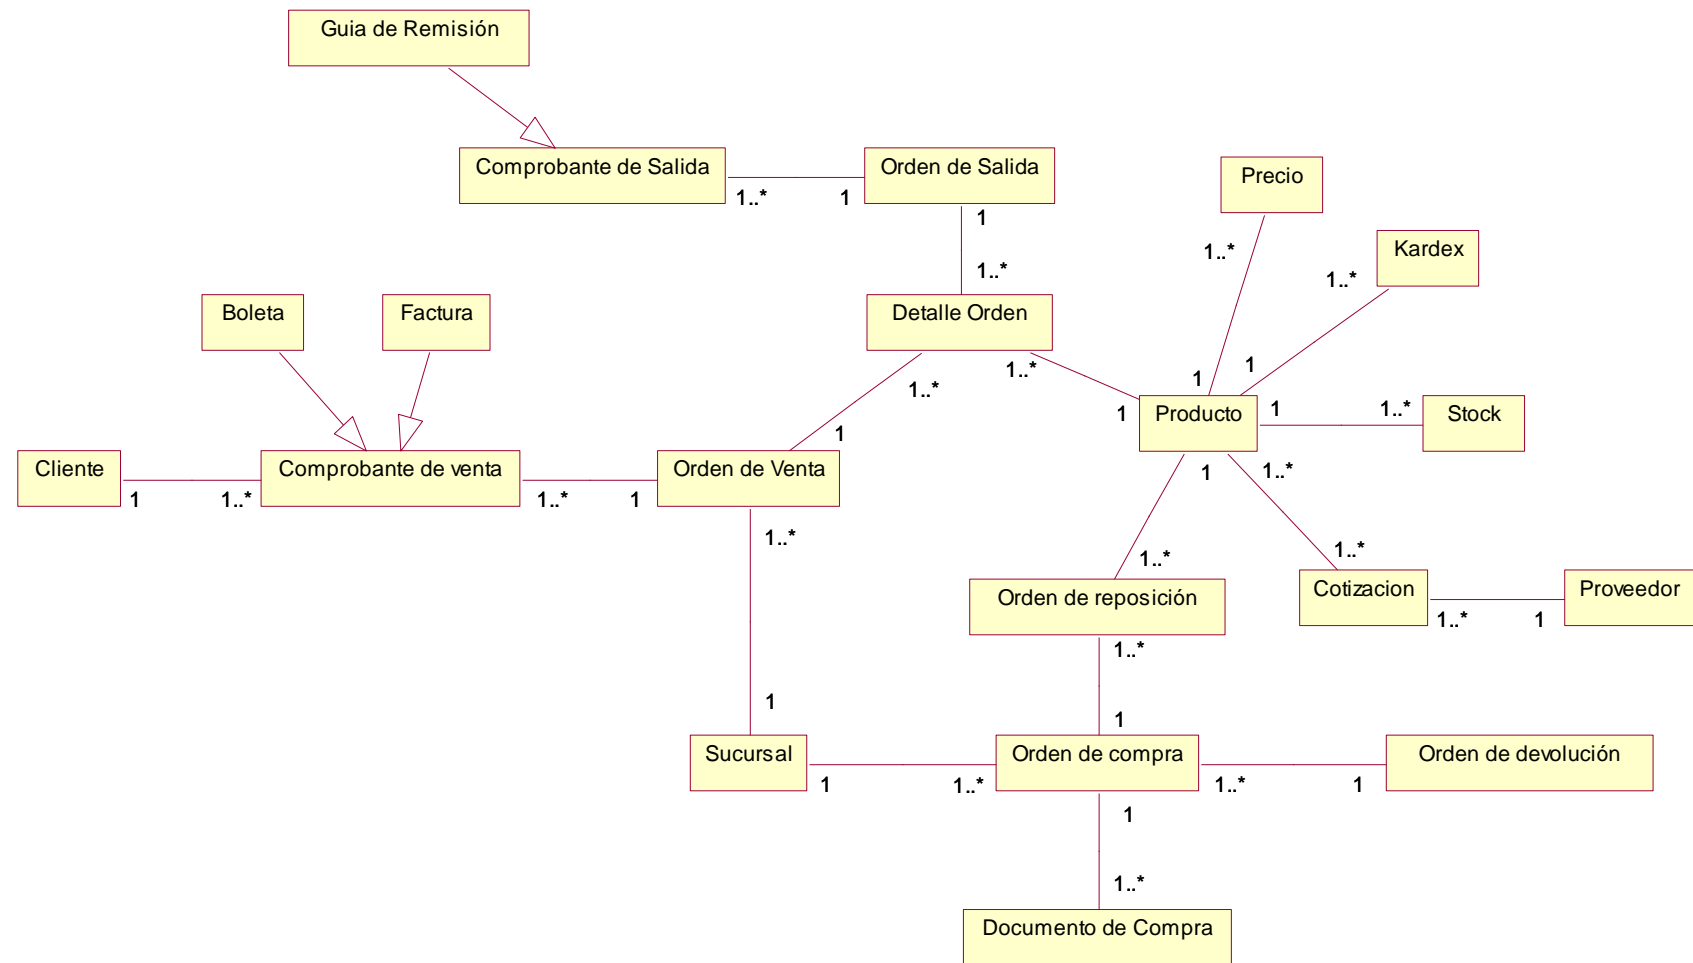 Guia de Remisión
Comprobante de Salida
1..*
1
Orden de Salida
1
1..*
Precio
1..*
Kardex
1..*
Boleta
Factura
Detalle Orden
1..*
1..*
1
1
1
1
Producto
1
1..*
Stock
Cliente
1
1..*
Comprobante de venta
1..*
1
Orden de Venta
1..*
1
1..*
1..*
1..*
Orden de reposición
Cotizacion
1..*
1
Proveedor
1..*
1
1
Sucursal
1
1..*
Orden de compra
1..*
1
Orden de devolución
1
1..*
Documento de Compra